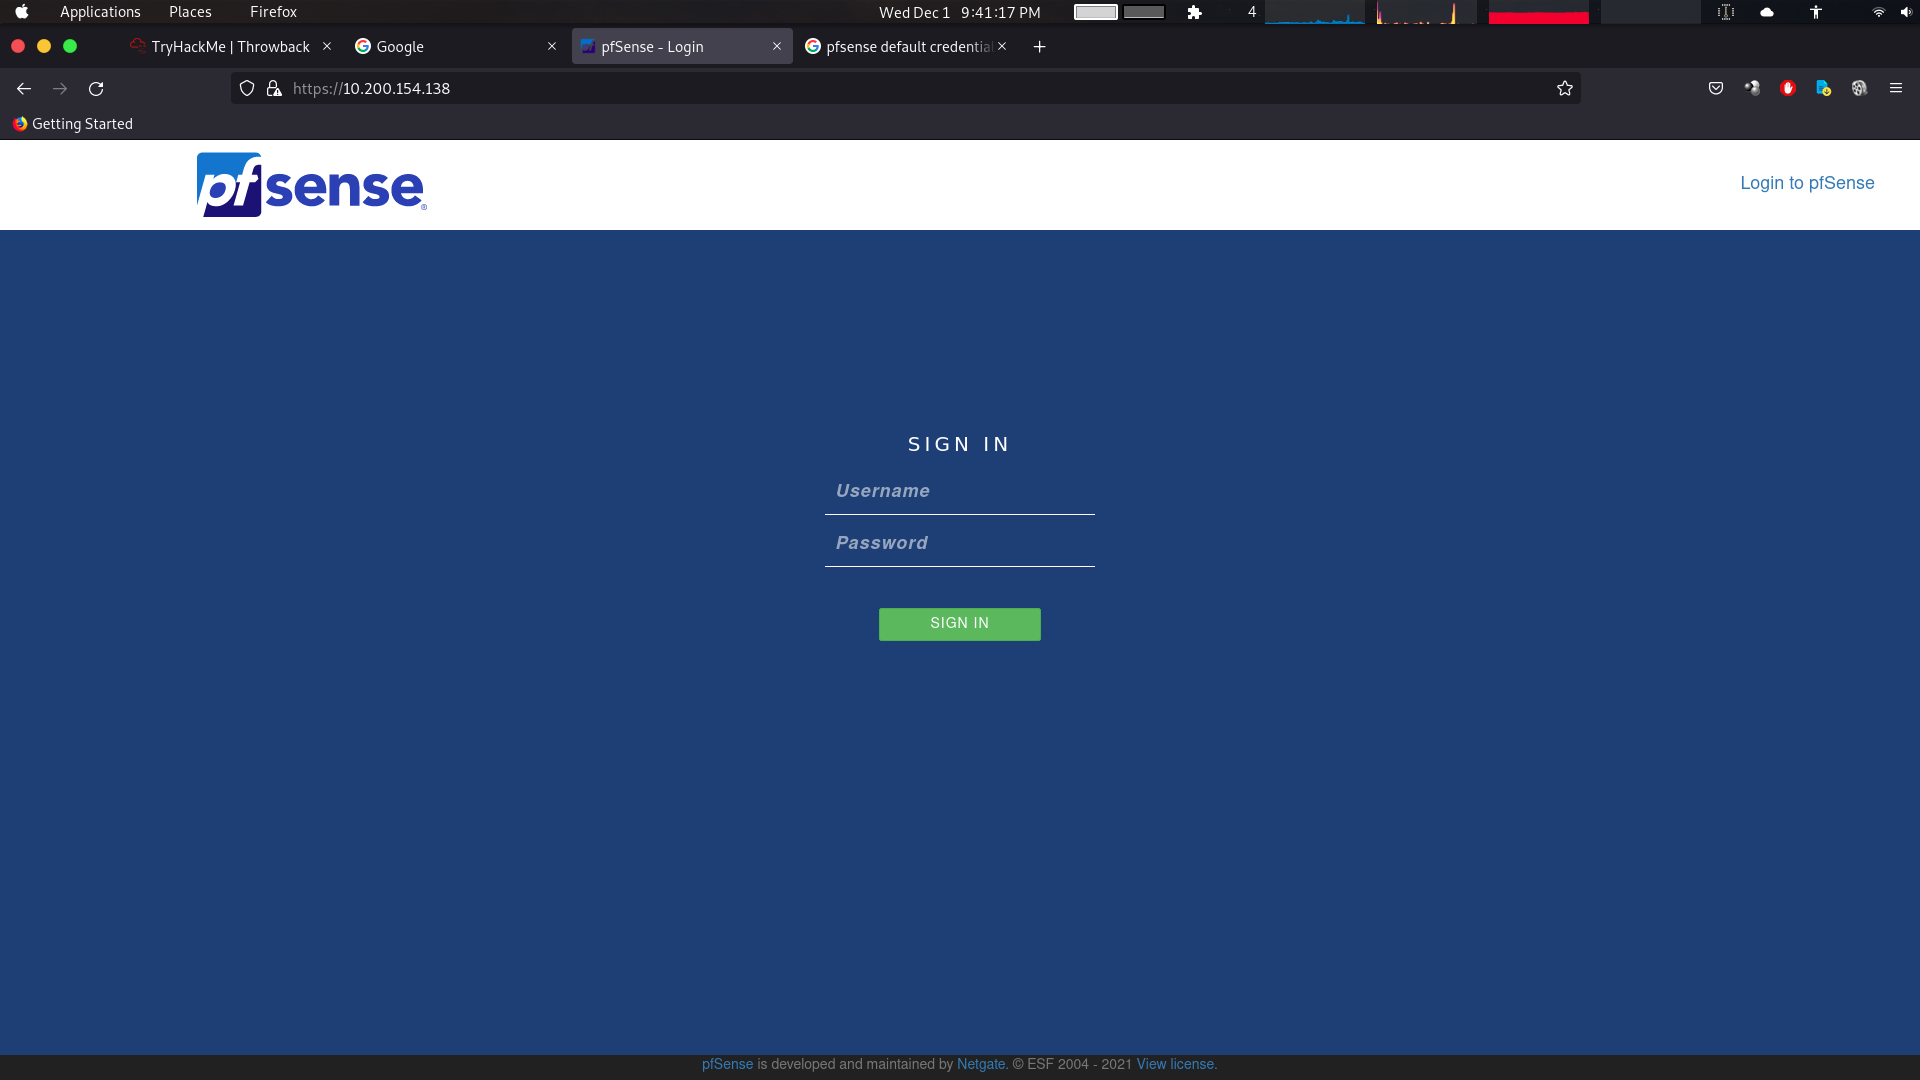 Applications Places Firefox Wed Dec 1 9:41:17 PM 4
TryHackMe | Throwback Google pfSense - Login pfsense default credential
https://10.200.154.138
Getting Started
pfsense®
Login to pfSense
SIGN IN
Username
Password
SIGN IN
pfSense is developed and maintained by Netgate. © ESF 2004 - 2021 View license.